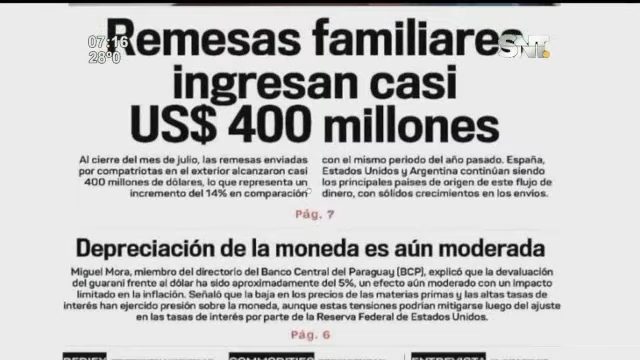 07:16
28°0
SNT.
Remesas familiares
ingresan casi
US$ 400 millones
Al cierre del mes de julio, las remesas enviadas
por compatriotas en el exterior alcanzaron casi
400 millones de dólares, lo que representa un
incremento del 14% en comparación
con el mismo periodo del año pasado. España,
Estados Unidos y Argentina continúan siendo
los principales paises de origen de este flujo de
dinero, con sólidos crecimientos en los envíos.
Pág. 7
Depreciación de la moneda es aún moderada
Miguel Mora, miembro del directorio del Banco Central del Paraguay (BCP), explicó que la devaluación
del guaraní frente al dólar ha sido aproximadamente del 5%, un efecto aún moderado con un impacto
limitado en la inflación. Señaló que la baja en los precios de las materias primas y las altas tasas de
interés han ejercido presión sobre la moneda, aunque estas tensiones podrían mitigarse luego del ajuste
en las tasas de interés por parte de la Reserva Federal de Estados Unidos.
Pág. 6
COMMODITIES
ENTREVISTA